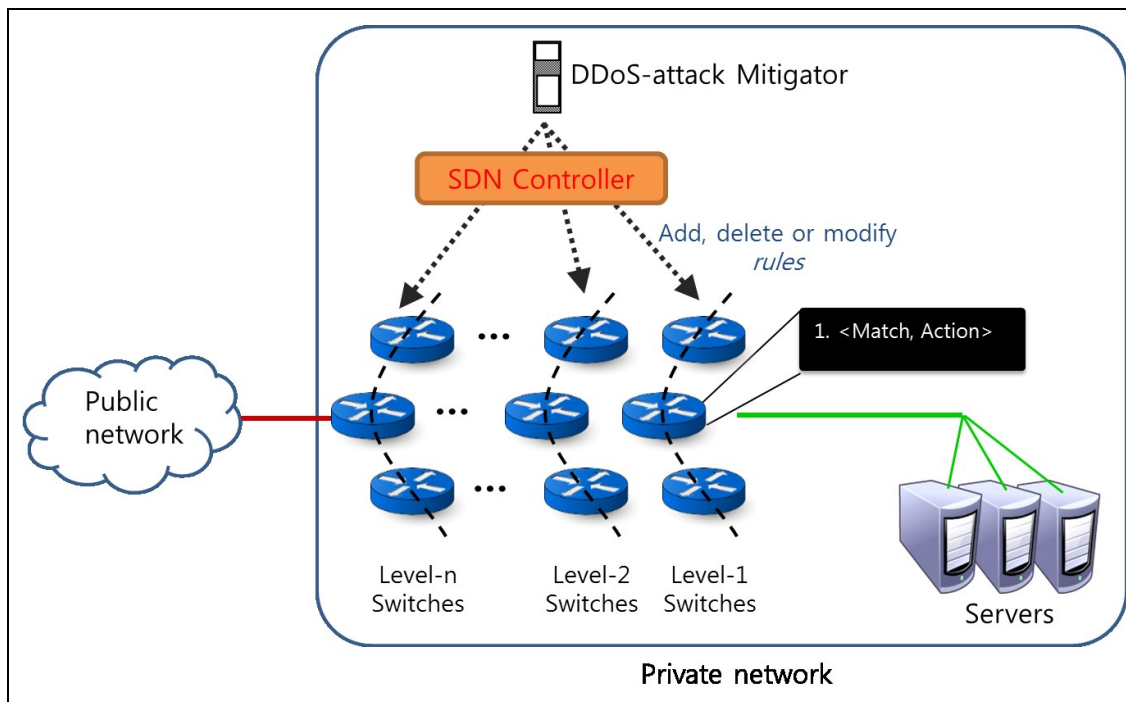 DDoS-attack Mitigator
SDN Controller
Add, delete or modify
rules
1. <Match, Action>
Public
network
Level-n
Switches
Level-2
Switches
Level-1
Switches
Servers
Private network